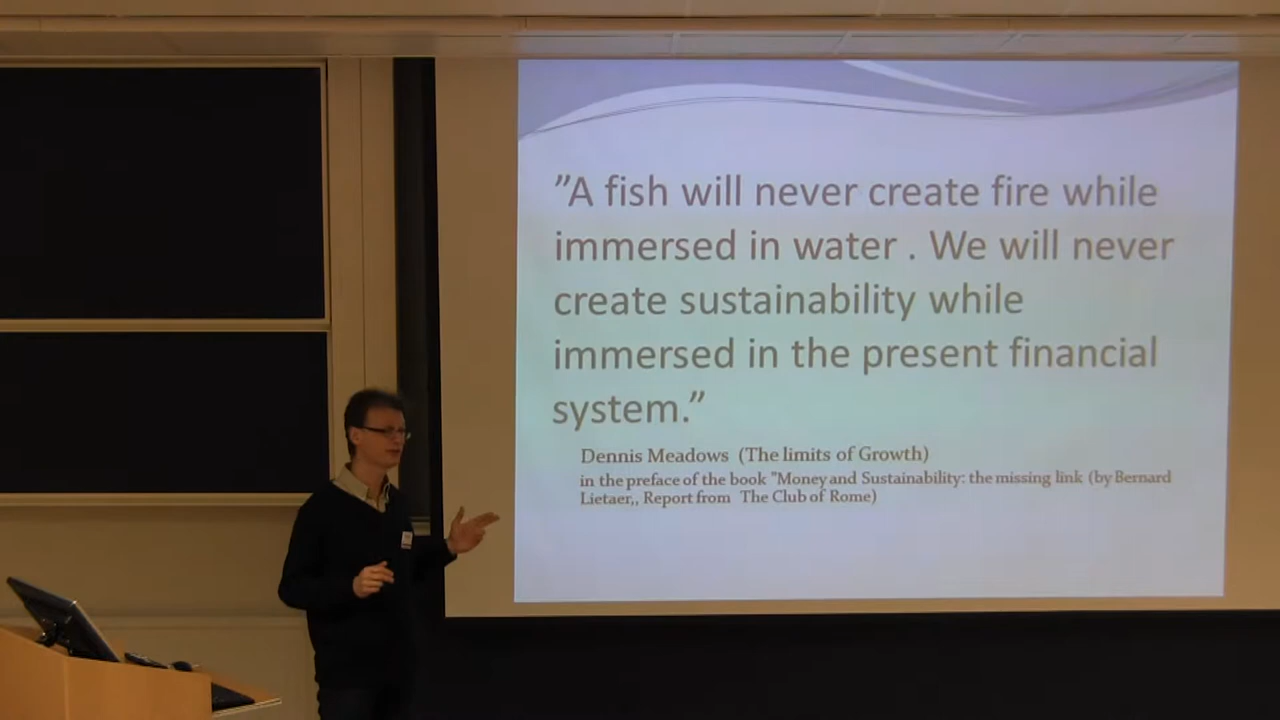 ”A fish will never create fire while
immersed in water . We will never
create sustainability while
immersed in the present financial
system.”
Dennis Meadows (The limits of Growth)
in the preface of the book "Money and Sustainability: the missing link (by Bernard
Lietaer,, Report from The Club of Rome)